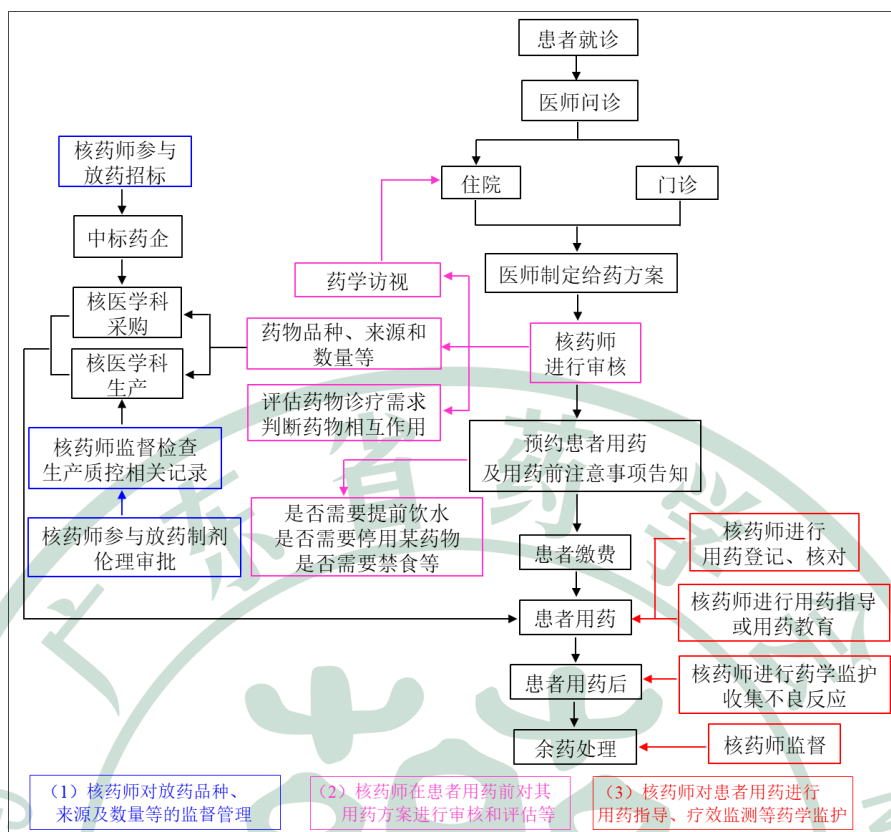 患者就诊
医师问诊
核药师参与
放药招标
住院
门诊
中标药企
药学访视
医师制定给药方案
核医学科
采购
药物品种、来源和
数量等
核药师
进行审核
核医学科
生产
评估药物诊疗需求
判断药物相互作用
核药师监督检查
生产质控相关记录
预约患者用药
及用药前注意事项告知
是否需要提前饮水
是否需要停用某药物
是否需要禁食等
核药师参与放药制剂
伦理审批
患者缴费
核药师进行
用药登记、核对
患者用药
核药师进行用药指导
或用药教育
患者用药后
核药师进行药学监护
收集不良反应
余药处理
核药师监督
（1）核药师对放药品种、
来源及数量等的监督管理
（2）核药师在患者用药前对其
用药方案进行审核和评估等
（3）核药师对患者用药进行
用药指导、疗效监测等药学监护
广东省药学会